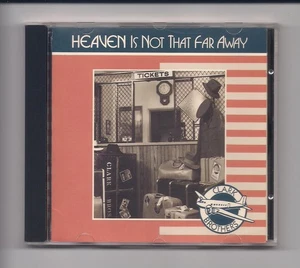 HEAVEN IS NOT THAT FAR AWAY
TICKETS
CLARK
CLARK
BROTHERS